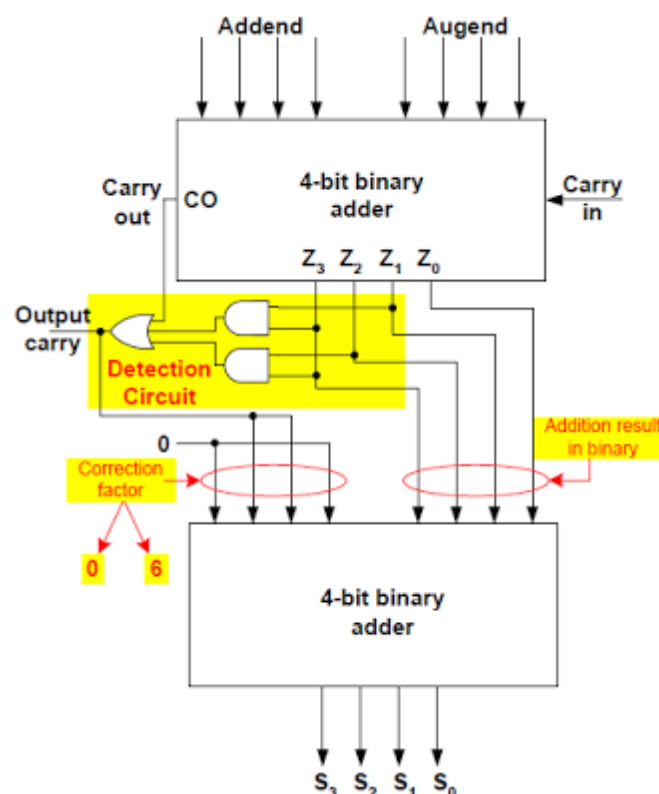 Addend
Augend
Carry
out
CO
4-bit binary
adder
Carry
in
Z3 Z2 Z1 Z0
Output
carry
Detection
Circuit
0
Correction
factor
Addition result
in binary
0
6
4-bit binary
adder
S3 S2 S1 S0